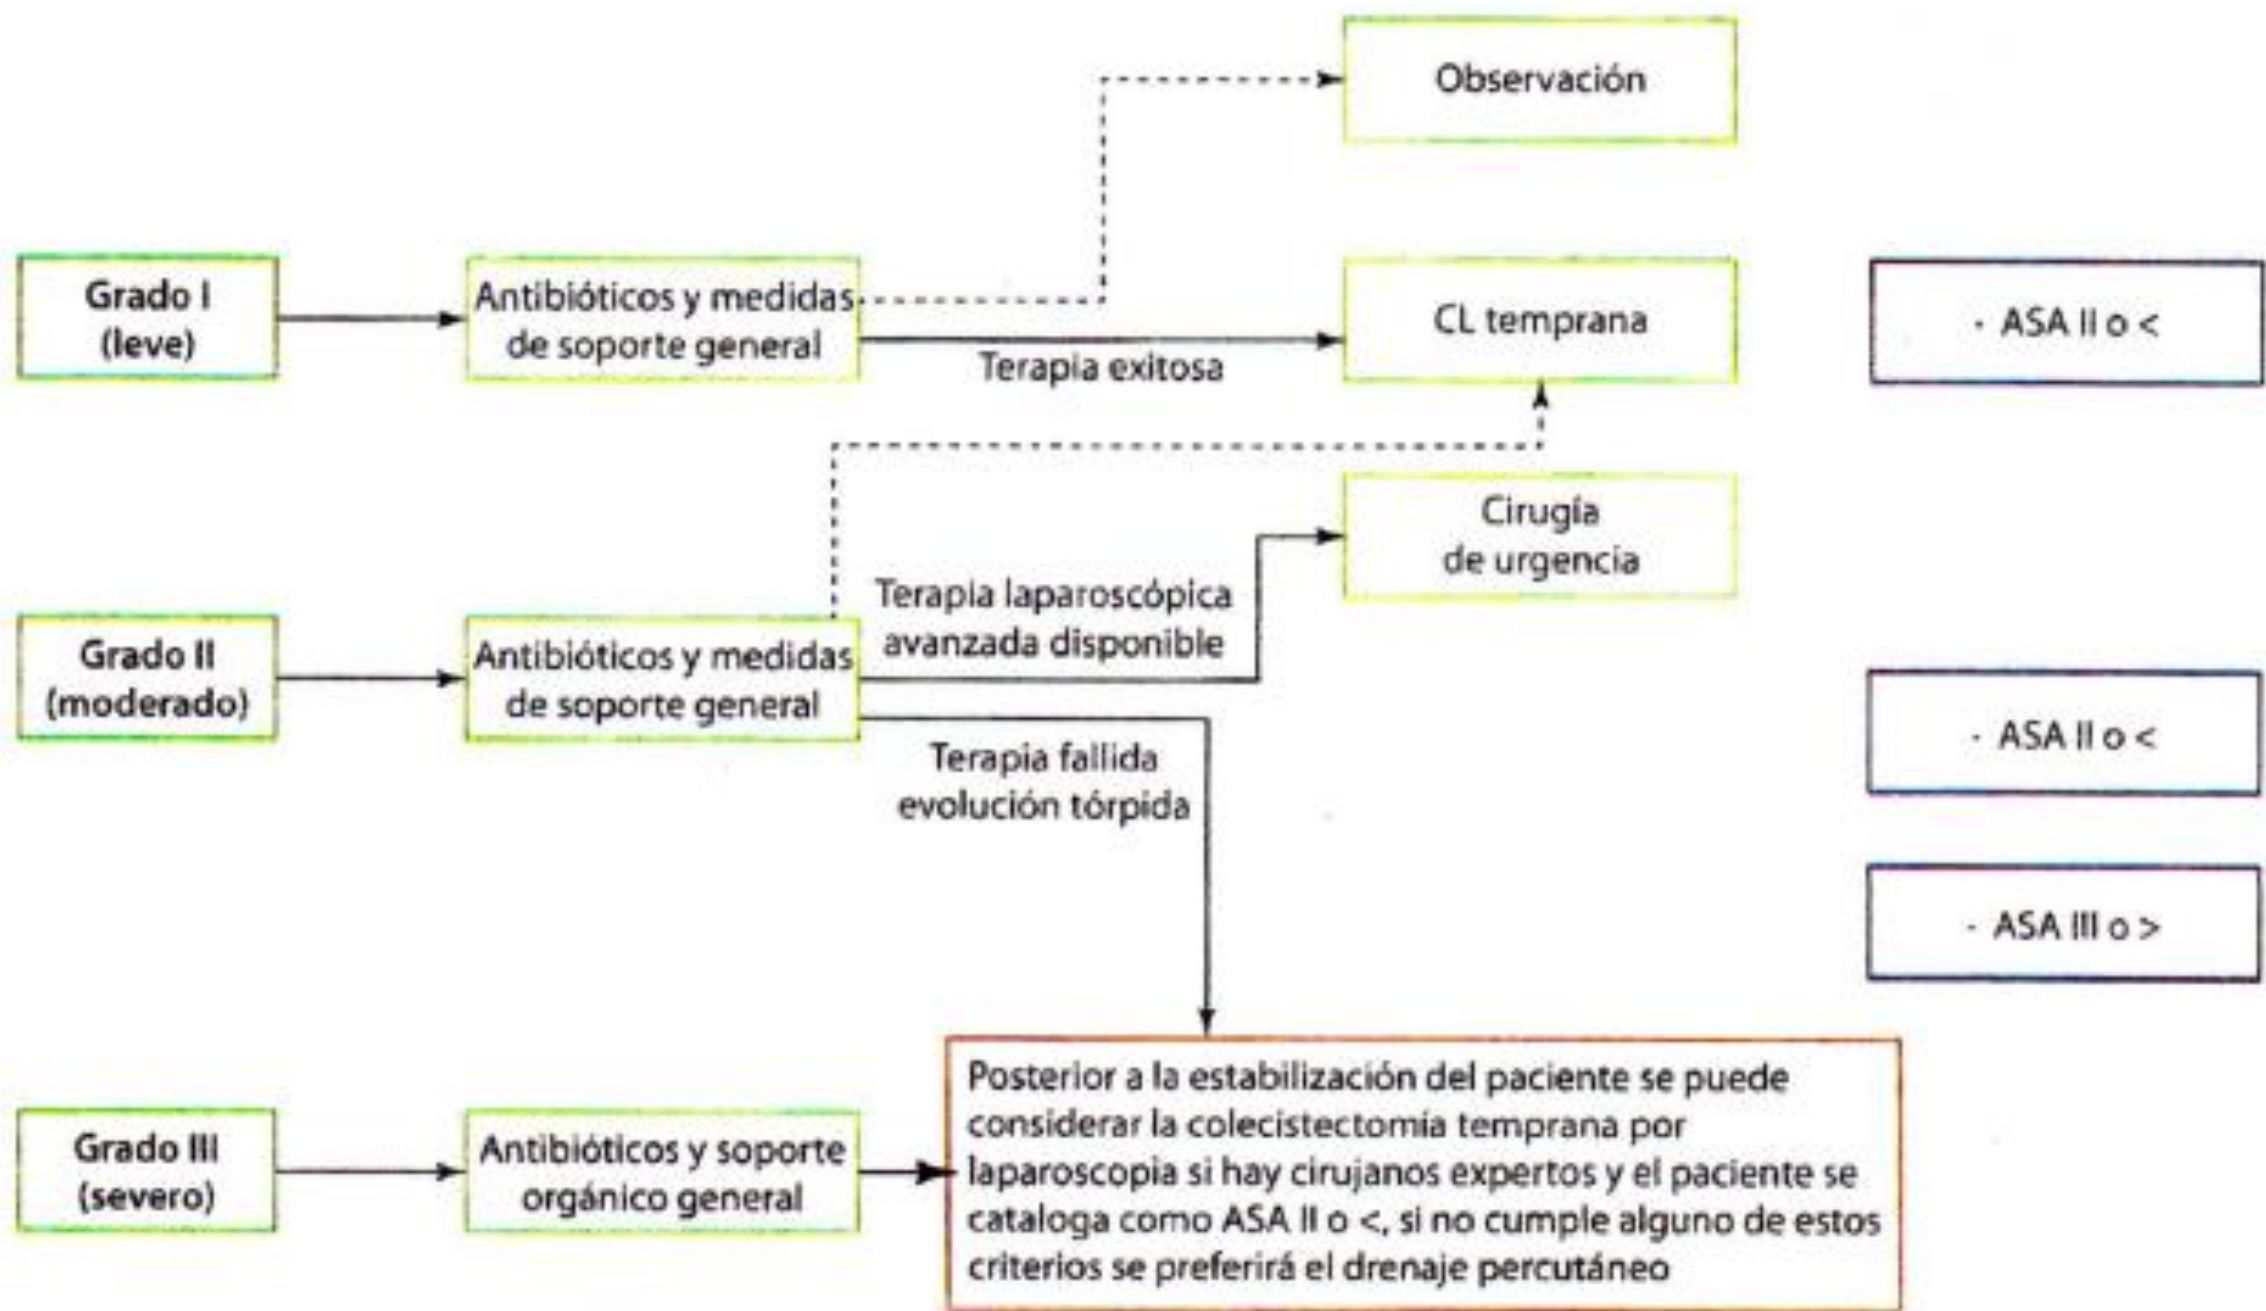 Observación
Grado I
(leve)
Antibióticos y medidas
de soporte general
Terapia exitosa
CL temprana
· ASA II o <
Cirugía
de urgencia
Terapia laparoscópica
avanzada disponible
Grado II
(moderado)
Antibióticos y medidas
de soporte general
Terapia fallida
evolución tórpida
· ASA II o <
· ASA III o >
Grado III
(severo)
Antibióticos y soporte
orgánico general
Posterior a la estabilización del paciente se puede
considerar la colecistectomía temprana por
laparoscopia si hay cirujanos expertos y el paciente se
cataloga como ASA II o <, si no cumple alguno de estos
criterios se preferirá el drenaje percutáneo